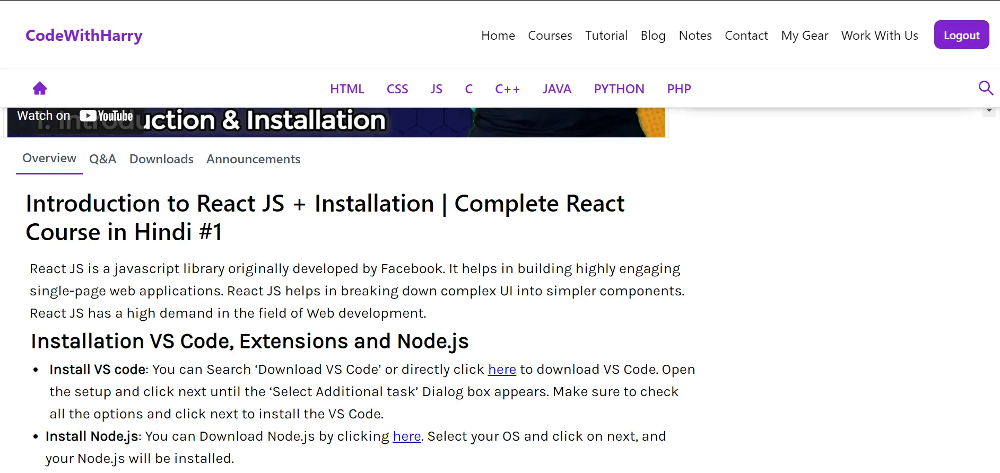 CodeWithHarry
Home Courses Tutorial Blog Notes Contact My Gear Work With Us Logout
HTML CSS JS C C++ JAVA PYTHON PHP
Watch on YouTube
1. Introduction & Installation
Overview Q&A Downloads Announcements
Introduction to React JS + Installation | Complete React
Course in Hindi #1
React JS is a javascript library originally developed by Facebook. It helps in building highly engaging
single-page web applications. React JS helps in breaking down complex UI into simpler components.
React JS has a high demand in the field of Web development.
Installation VS Code, Extensions and Node.js
• Install VS code: You can Search ‘Download VS Code’ or directly click here to download VS Code. Open
the setup and click next until the ‘Select Additional task’ Dialog box appears. Make sure to check
all the options and click next to install the VS Code.
• Install Node.js: You can Download Node.js by clicking here. Select your OS and click on next, and
your Node.js will be installed.